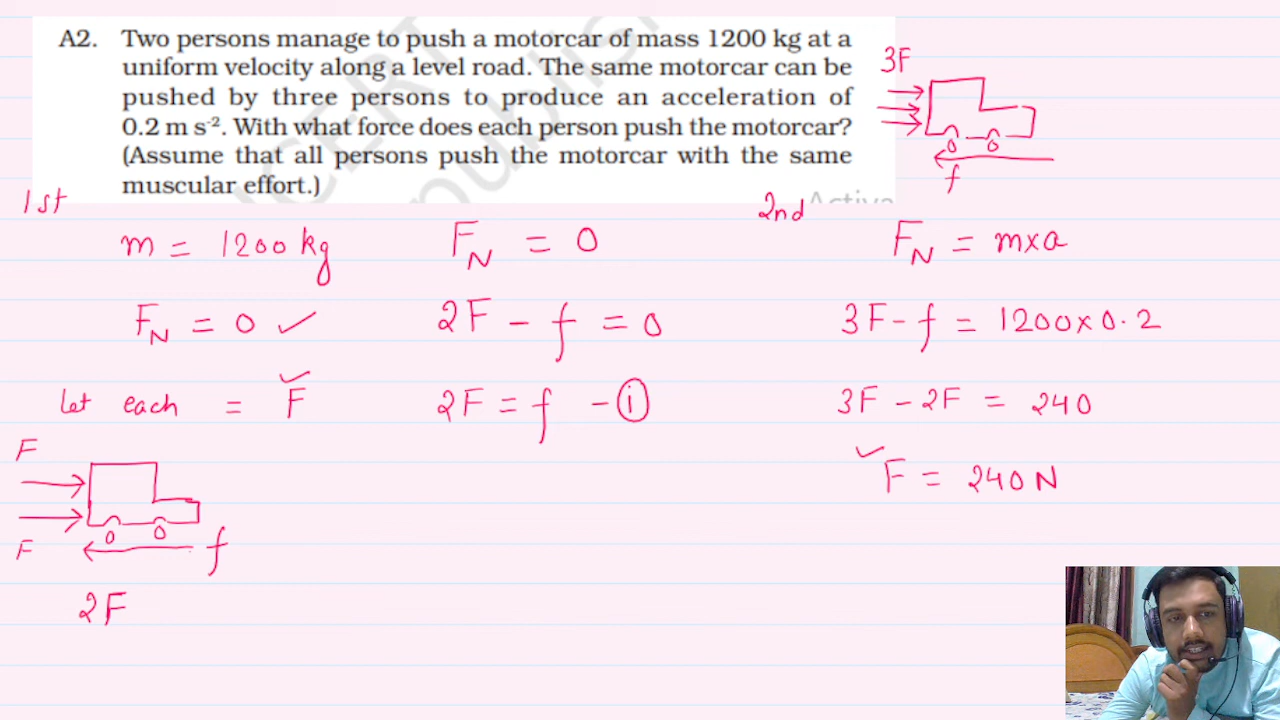 A2. Two persons manage to push a motorcar of mass 1200 kg at a
uniform velocity along a level road. The same motorcar can be
pushed by three persons to produce an acceleration of
0.2 m s⁻². With what force does each person push the motorcar?
(Assume that all persons push the motorcar with the same
muscular effort.)
3F
f
1st
m = 1200 kg
F_N = 0 ✓
let each = F ✓
F
F
f
2F
F_N = 0
2F - f = 0
2F = f - ①
2nd
F_N = m×a
3F - f = 1200×0.2
3F - 2F = 240
✓ F = 240 N